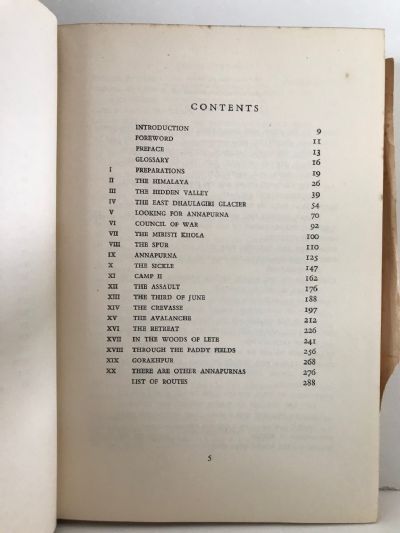 CONTENTS
INTRODUCTION 9
FOREWORD 11
PREFACE 13
GLOSSARY 16
I PREPARATIONS 19
II THE HIMALAYA 26
III THE HIDDEN VALLEY 39
IV THE EAST DHAULAGIRI GLACIER 54
V LOOKING FOR ANNAPURNA 70
VI COUNCIL OF WAR 92
VII THE MIRISTI KHOLA 100
VIII THE SPUR 110
IX ANNAPURNA 125
X THE SICKLE 147
XI CAMP II 162
XII THE ASSAULT 176
XIII THE THIRD OF JUNE 188
XIV THE CREVASSE 197
XV THE AVALANCHE 212
XVI THE RETREAT 226
XVII IN THE WOODS OF LETE 241
XVIII THROUGH THE PADDY FIELDS 256
XIX GORAKHPUR 268
XX THERE ARE OTHER ANNAPURNAS 276
LIST OF ROUTES 288
5